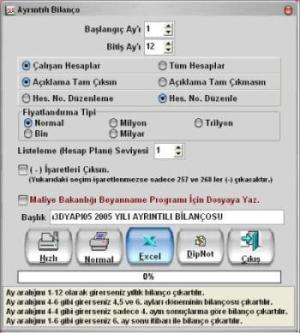 Ayrıntılı Bilanço
Başlangıç Ay'ı 1
Bitiş Ay'ı 12
Çalışan Hesaplar Tüm Hesaplar
Açıklama Tam Çıksın Açıklama Tam Çıkmasın
Hes. No. Düzenleme Hes. No. Düzenle
Fiyatlandırma Tipi
Normal Milyon Trilyon
Bin Milyar
Listeleme (Hesap Planı) Seviyesi 1
( - ) İşaretleri Çıksın.
(Yukarıdaki seçim işaretlenmezse sadece 257 ve 268 ler (-) çıkacaktır.)
Maliye Bakanlığı Beyanname Programı İçin Dosyaya Yaz.
Başlıkı3DYAPI05 2005 YILI AYRINTILI BİLANÇOSU
Hızlı Normal Excel DipNot Çıkış
0%
Ay aralığını 1-12 olarak girerseniz yıllık bilanço çıkartılır.
Ay aralığını 4-6 gibi girerseniz 4,5 ve 6. ayları döneminin bilançosu çıkartılır.
Ay aralığını 4-4 gibi girerseniz sadece 4. ayın sonuçlarına göre bilanço çıkartılır.
Ay aralığını 1-6 gibi girerseniz 6. ay sonu itibarı ile bilanço çıkartılır.